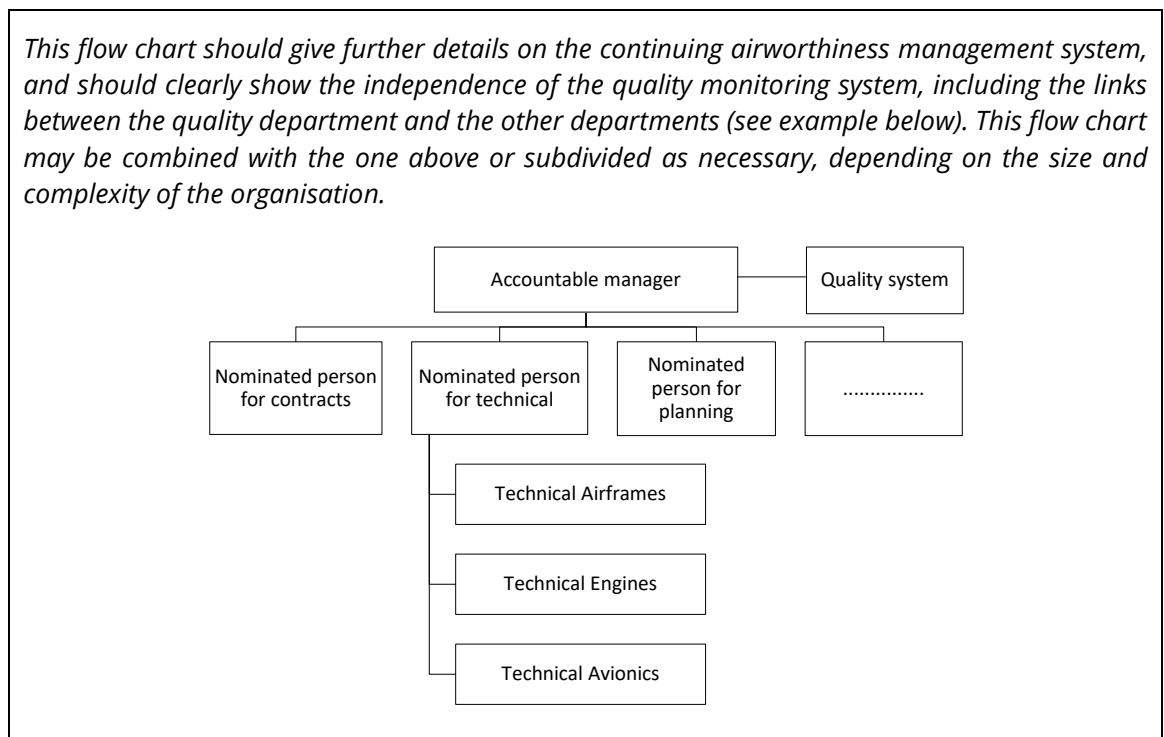 This flow chart should give further details on the continuing airworthiness management system,
and should clearly show the independence of the quality monitoring system, including the links
between the quality department and the other departments (see example below). This flow chart
may be combined with the one above or subdivided as necessary, depending on the size and
complexity of the organisation.
Accountable manager
Quality system
Nominated person
for contracts
Nominated person
for technical
Nominated
person for
planning
...............
Technical Airframes
Technical Engines
Technical Avionics